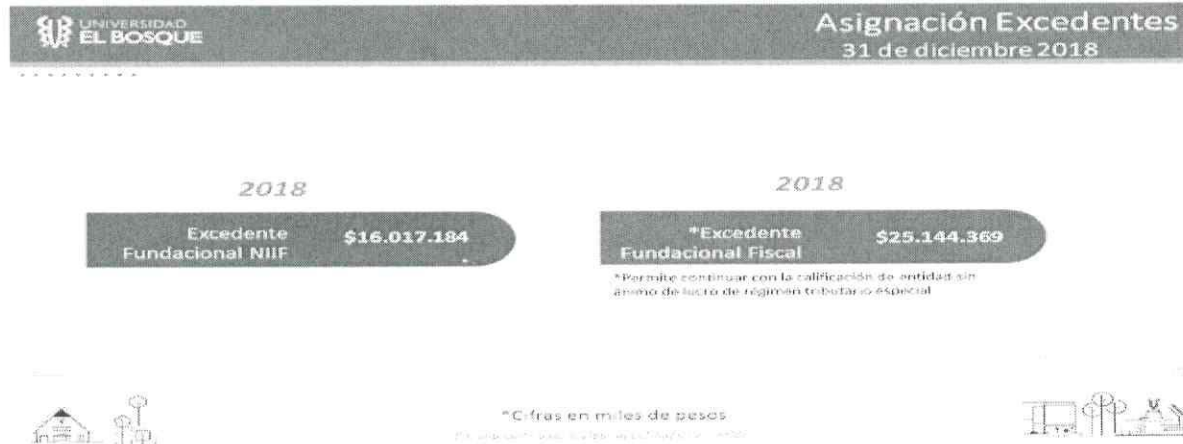 UNIVERSIDAD
EL BOSQUE
Asignación Excedentes
31 de diciembre 2018
2018
Excedente
Fundacional NIIF
$16.017.184
2018
*Excedente
Fundacional Fiscal
$25.144.369
*Permite continuar con la calificación de entidad sin
ánimo de lucro de régimen tributario especial
*Cifras en miles de pesos